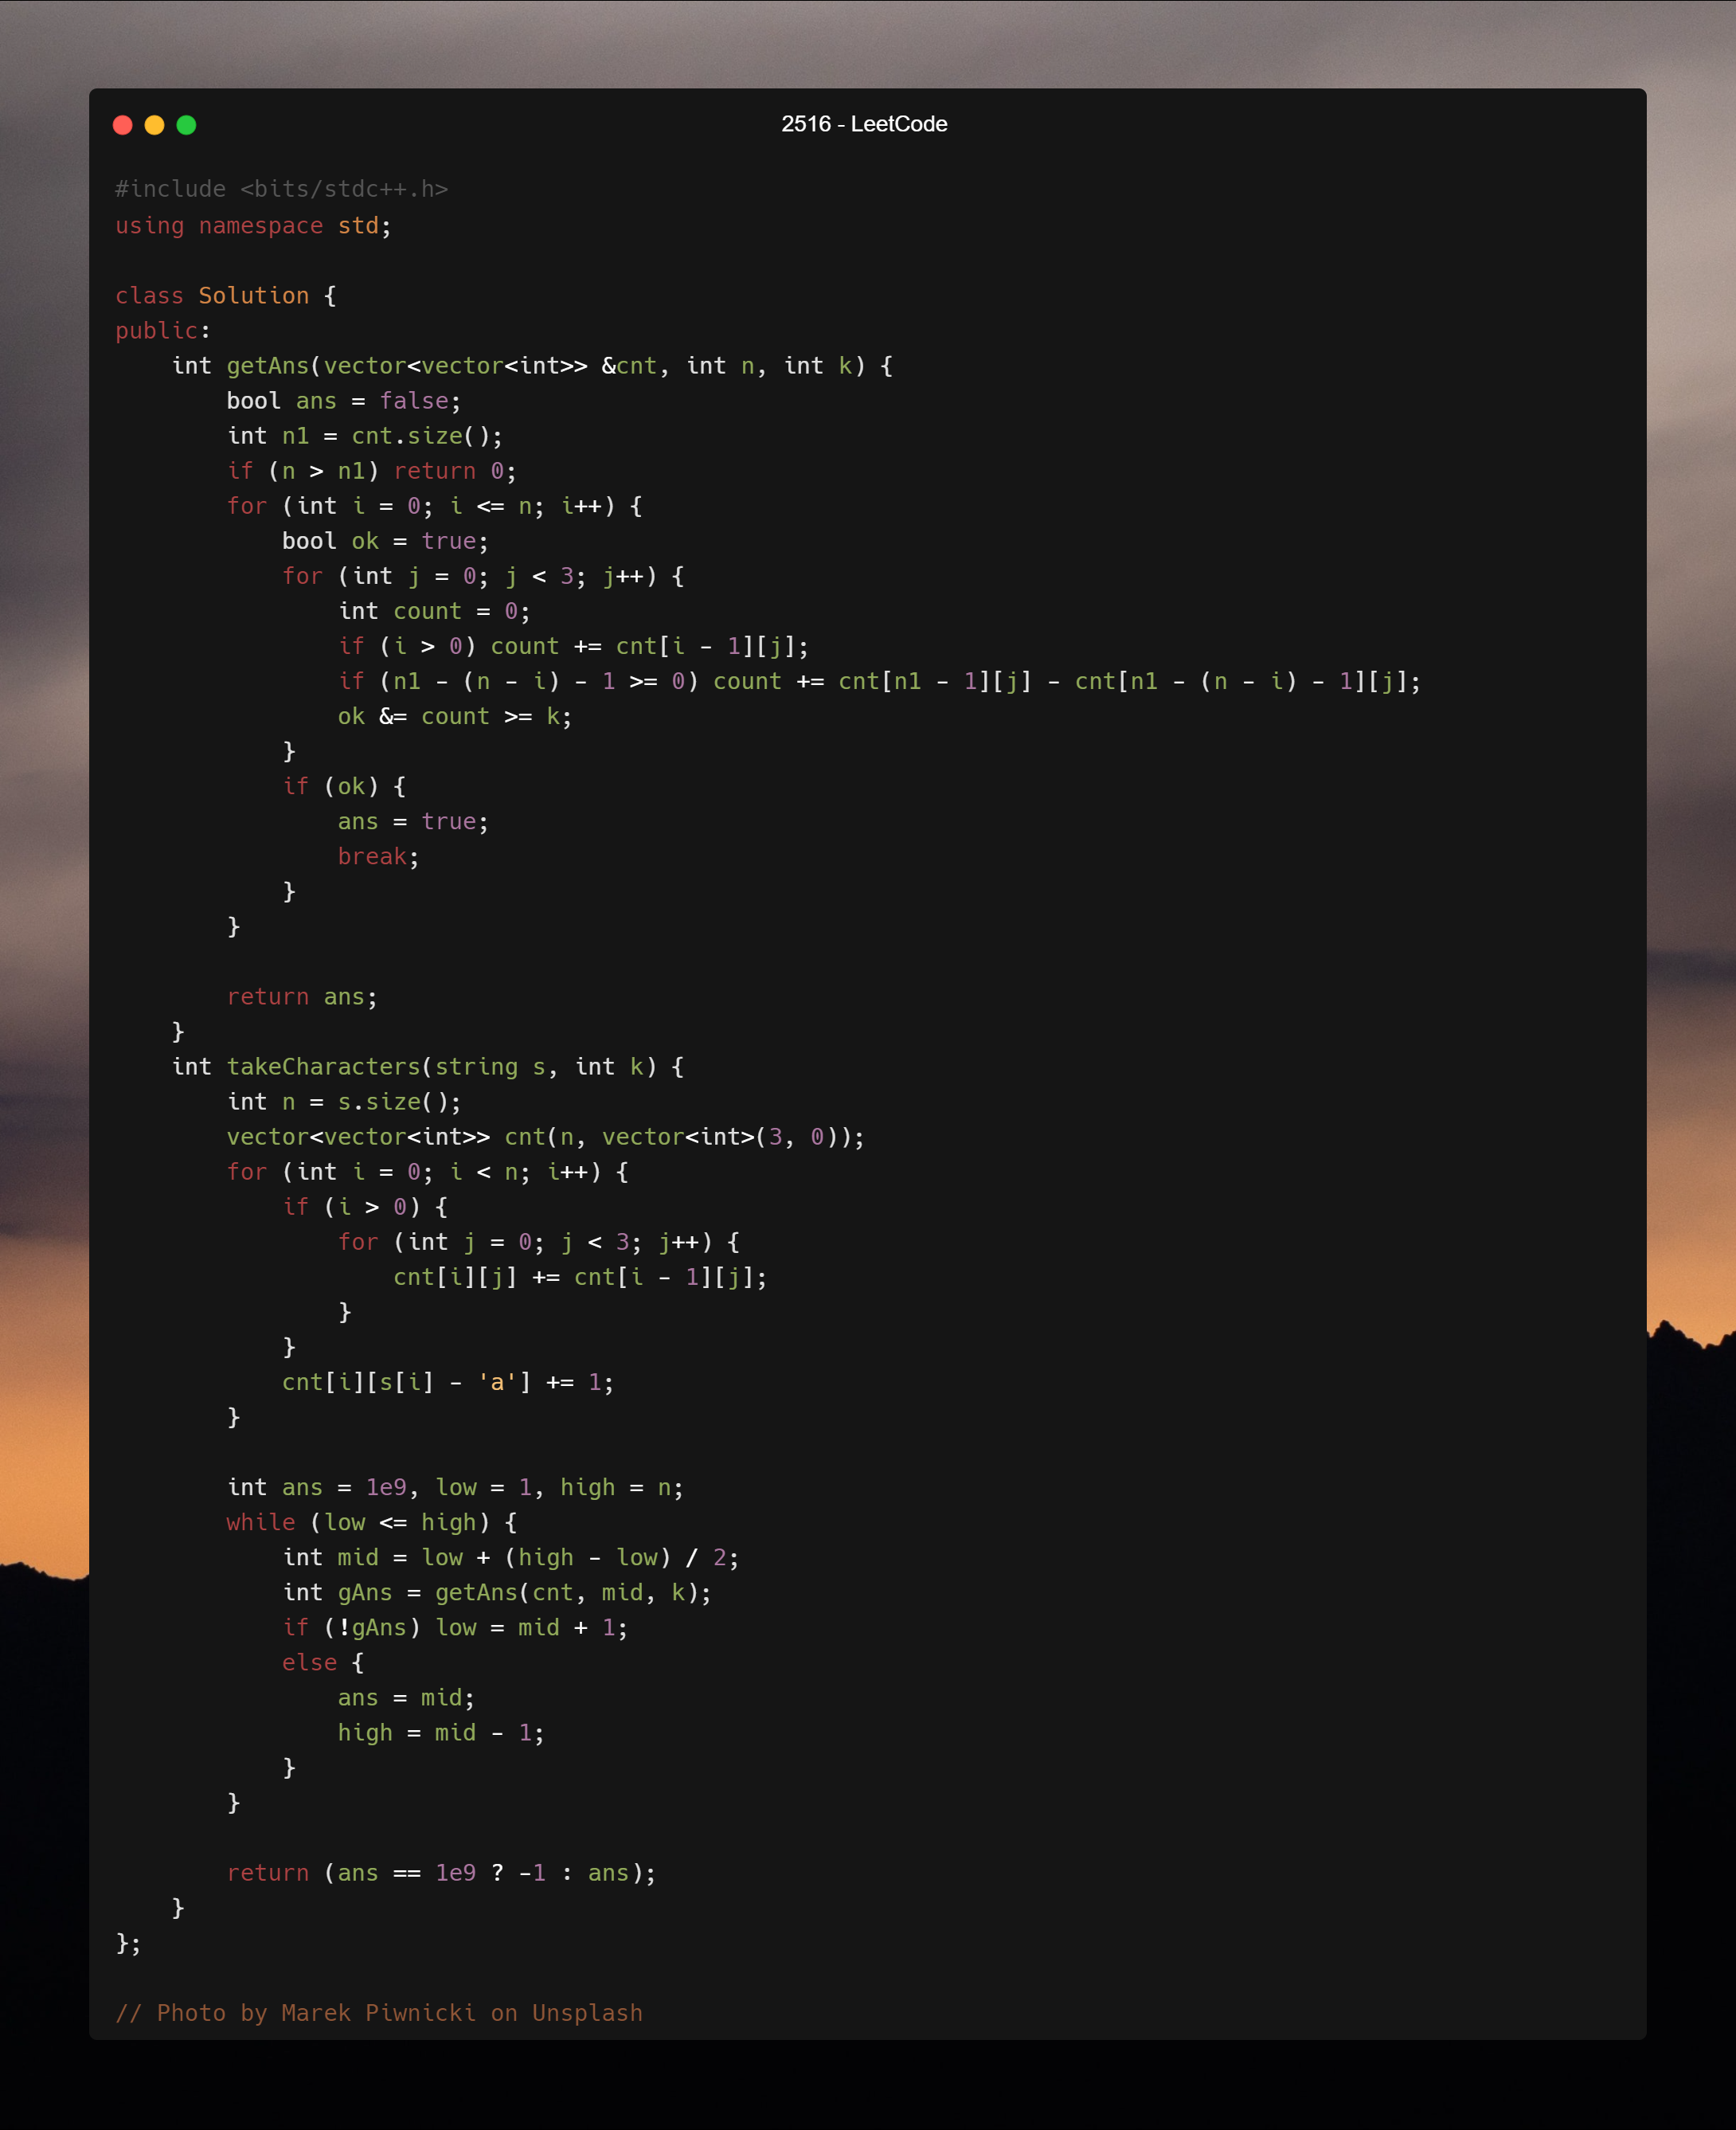 2516 - LeetCode
#include <bits/stdc++.h>
using namespace std;

class Solution {
public:
    int getAns(vector<vector<int>> &cnt, int n, int k) {
        bool ans = false;
        int n1 = cnt.size();
        if (n > n1) return 0;
        for (int i = 0; i <= n; i++) {
            bool ok = true;
            for (int j = 0; j < 3; j++) {
                int count = 0;
                if (i > 0) count += cnt[i - 1][j];
                if (n1 - (n - i) - 1 >= 0) count += cnt[n1 - 1][j] - cnt[n1 - (n - i) - 1][j];
                ok &= count >= k;
            }
            if (ok) {
                ans = true;
                break;
            }
        }

        return ans;
    }
    int takeCharacters(string s, int k) {
        int n = s.size();
        vector<vector<int>> cnt(n, vector<int>(3, 0));
        for (int i = 0; i < n; i++) {
            if (i > 0) {
                for (int j = 0; j < 3; j++) {
                    cnt[i][j] += cnt[i - 1][j];
                }
            }
            cnt[i][s[i] - 'a'] += 1;
        }

        int ans = 1e9, low = 1, high = n;
        while (low <= high) {
            int mid = low + (high - low) / 2;
            int gAns = getAns(cnt, mid, k);
            if (!gAns) low = mid + 1;
            else {
                ans = mid;
                high = mid - 1;
            }
        }

        return (ans == 1e9 ? -1 : ans);
    }
};

// Photo by Marek Piwnicki on Unsplash